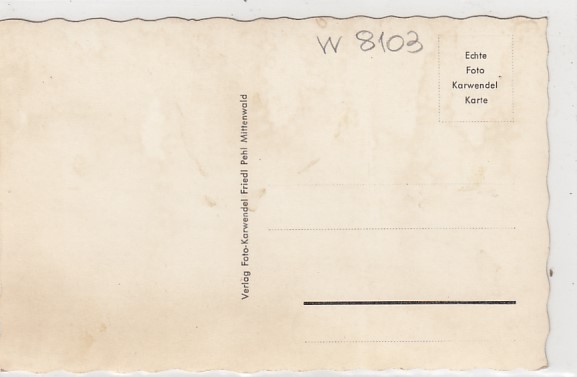 W 8103
Echte
Foto
Karwendel
Karte
Verlag Foto-Karwendel Friedl Pehl Mittenwald